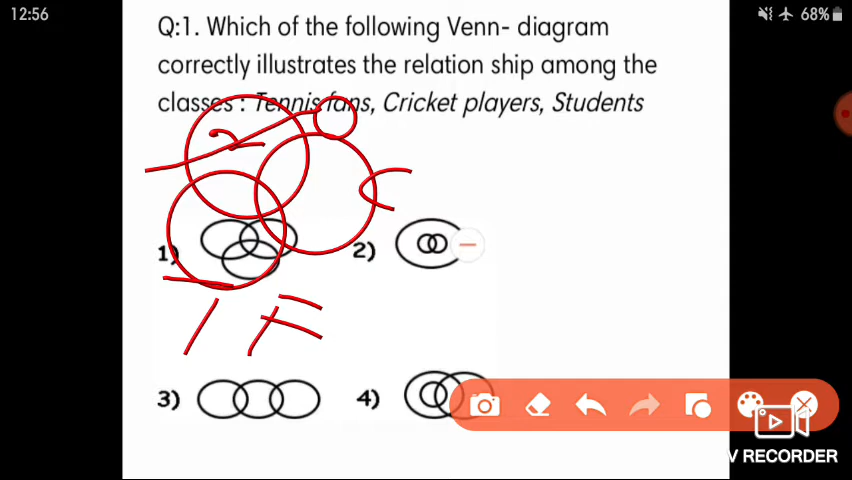 12:56
68%
Q:1. Which of the following Venn- diagram
correctly illustrates the relation ship among the
classes : Tennis fans, Cricket players, Students
1)
2)
C
T F
3)
4)
V RECORDER